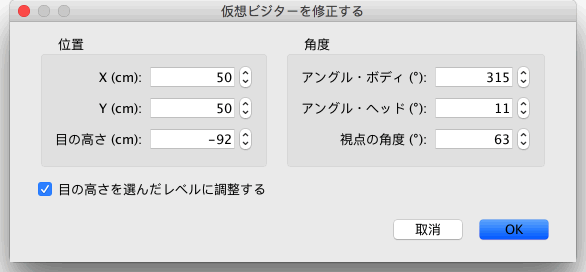 仮想ビジターを修正する
位置
X (cm): 50
Y (cm): 50
目の高さ (cm): -92
角度
アングル・ボディ (°): 315
アングル・ヘッド (°): 11
視点の角度 (°): 63
目の高さを選んだレベルに調整する
取消 OK